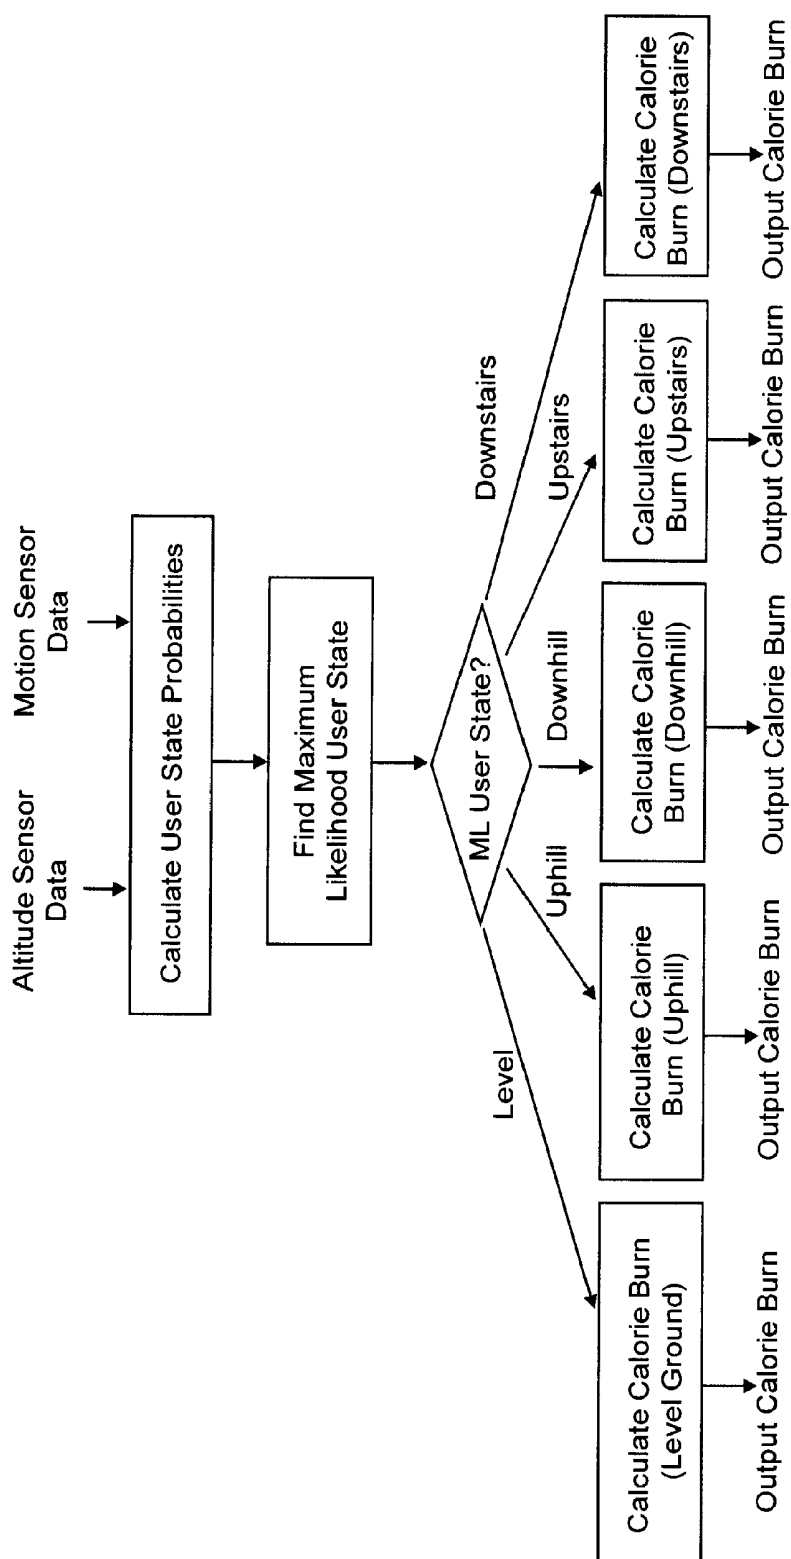 Altitude Sensor
Data
Motion Sensor
Data
Calculate User State Probabilities
Find Maximum
Likelihood User State
ML User State?
Level
Uphill
Downhill
Upstairs
Downstairs
Calculate Calorie Burn
(Level Ground)
Calculate Calorie
Burn (Uphill)
Calculate Calorie
Burn (Downhill)
Calculate Calorie
Burn (Upstairs)
Calculate Calorie
Burn (Downstairs)
Output Calorie Burn
Output Calorie Burn
Output Calorie Burn
Output Calorie Burn
Output Calorie Burn